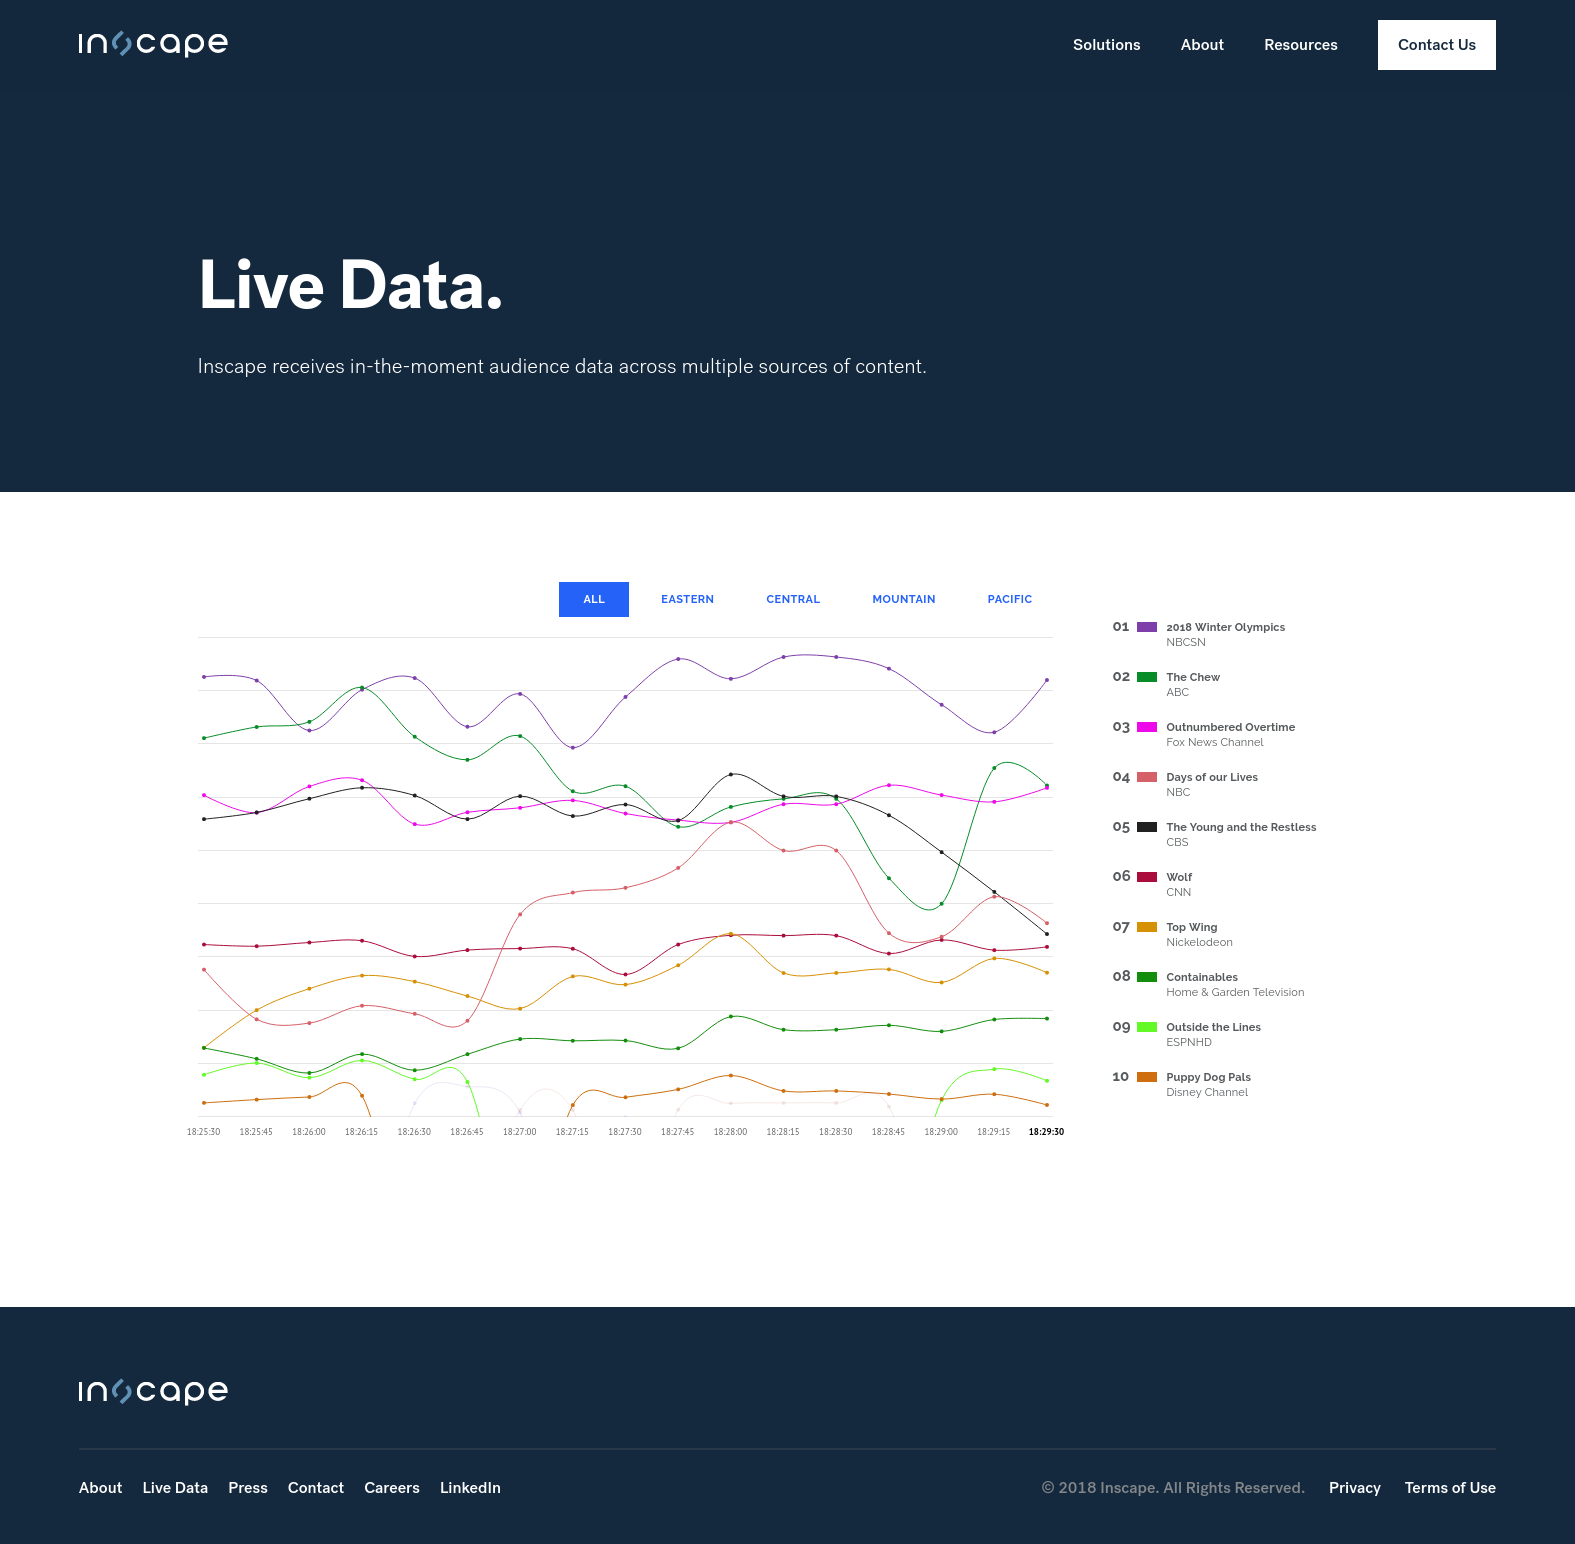 inscape
Solutions About Resources Contact Us
Live Data.
Inscape receives in-the-moment audience data across multiple sources of content.
ALL EASTERN CENTRAL MOUNTAIN PACIFIC
01 2018 Winter Olympics
NBCSN
02 The Chew
ABC
03 Outnumbered Overtime
Fox News Channel
04 Days of our Lives
NBC
05 The Young and the Restless
CBS
06 Wolf
CNN
07 Top Wing
Nickelodeon
08 Containables
Home & Garden Television
09 Outside the Lines
ESPNHD
10 Puppy Dog Pals
Disney Channel
18:25:30 18:25:45 18:26:00 18:26:15 18:26:30 18:26:45 18:27:00 18:27:15 18:27:30 18:27:45 18:28:00 18:28:15 18:28:30 18:28:45 18:29:00 18:29:15 18:29:30
inscape
About Live Data Press Contact Careers LinkedIn © 2018 Inscape. All Rights Reserved. Privacy Terms of Use